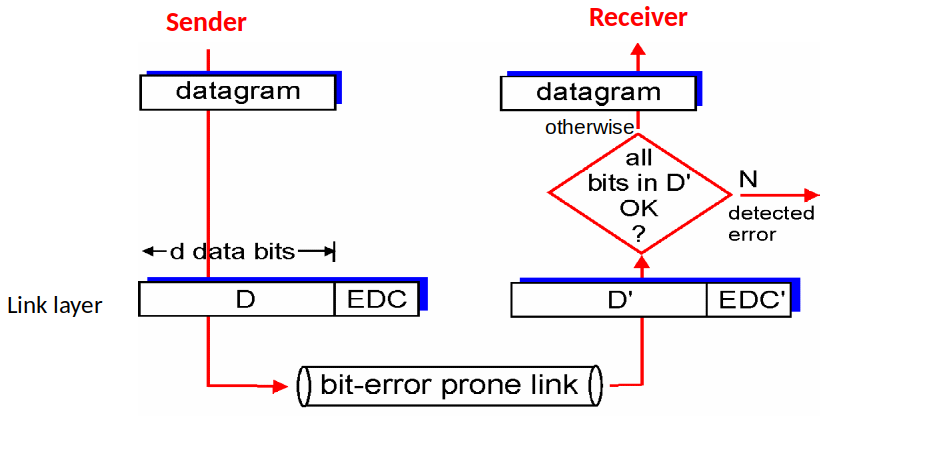 Sender
Receiver
datagram
datagram
otherwise
all
bits in D'
OK
?
N
detected
error
d data bits
Link layer
D
EDC
D'
EDC'
bit-error prone link